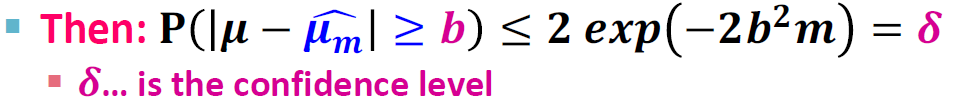 ▪ Then: P(|μ − μ̂ₘ| ≥ b) ≤ 2 exp(−2b²m) = δ
▪ δ... is the confidence level